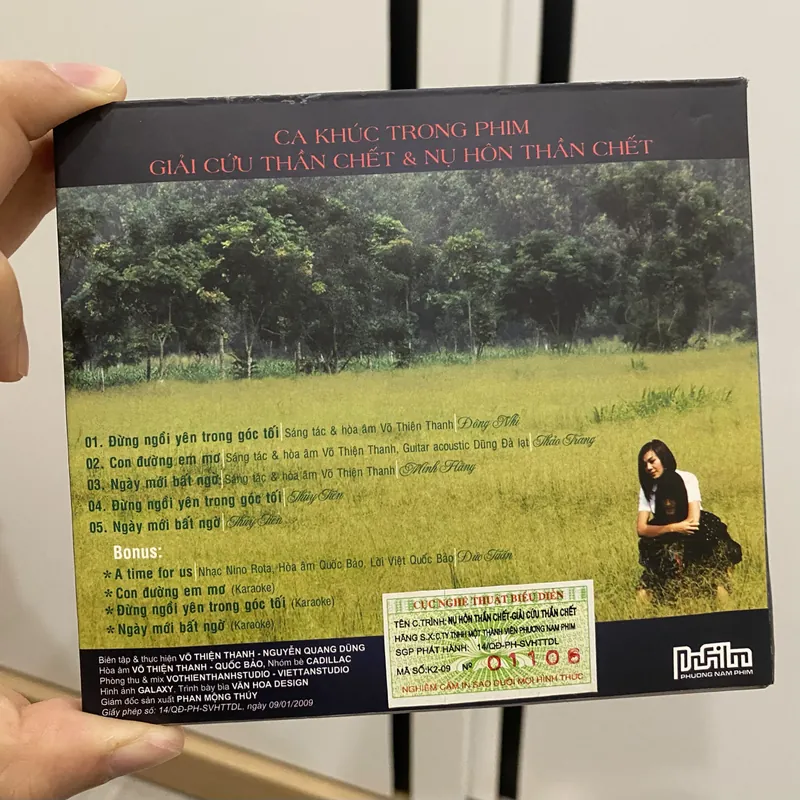 CA KHÚC TRONG PHIM
GIẢI CỨU THẦN CHẾT & NỤ HÔN THẦN CHẾT
01. Đừng ngồi yên trong góc tối | Sáng tác & hòa âm Võ Thiện Thanh | Đông Nhi
02. Con đường em mơ | Sáng tác & hòa âm Võ Thiện Thanh, Guitar acoustic Dũng Đà lạt | Thảo Trang
03. Ngày mới bất ngờ | Sáng tác & hòa âm Võ Thiện Thanh | Minh Hằng
04. Đừng ngồi yên trong góc tối | Thủy Tiên
05. Ngày mới bất ngờ | Thủy Tiên
Bonus:
* A time for us | Nhạc Nino Rota, Hòa âm Quốc Bảo, Lời Việt Quốc Bảo | Đức Tuấn
* Con đường em mơ (Karaoke)
* Đừng ngồi yên trong góc tối (Karaoke)
* Ngày mới bất ngờ (Karaoke)
Biên tập & thực hiện VÕ THIỆN THANH - NGUYỄN QUANG DŨNG
Hòa âm VÕ THIỆN THANH - QUỐC BẢO, Nhóm bè CADILLAC
Phòng thu & mix VOTHIENTHANHSTUDIO - VIETTANSTUDIO
Hình ảnh GALAXY, Trình bày bìa VĂN HOA DESIGN
Giám đốc sản xuất PHAN MỘNG THÚY
Giấy phép số: 14/QĐ-PH-SVHTTDL, ngày 09/01/2009
CỤC NGHỆ THUẬT BIỂU DIỄN
TÊN C.TRÌNH: NỤ HÔN THẦN CHẾT-GIẢI CỨU THẦN CHẾT
HÃNG S.X: C.TY TNHH MỘT THÀNH VIÊN PHƯƠNG NAM PHIM
SGP PHÁT HÀNH: 14/QĐ-PH-SVHTTDL
MÃ SỐ: K2-09 Nº 01106
NGHIÊM CẤM IN SAO DƯỚI MỌI HÌNH THỨC
P.Film
PHƯƠNG NAM PHIM